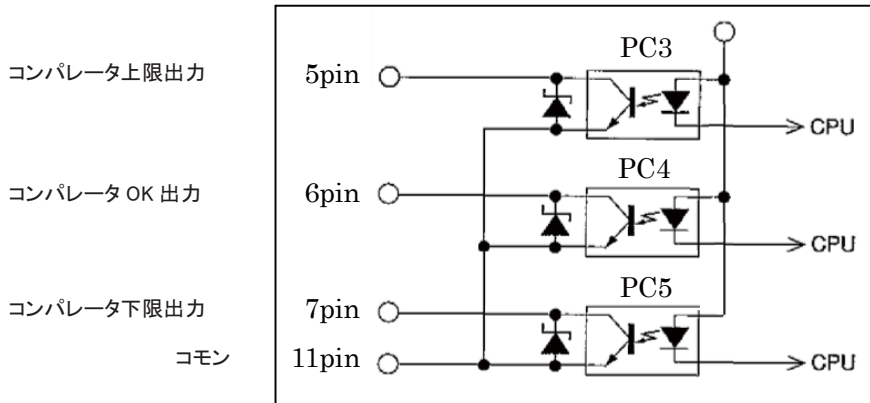 PC3
コンパレータ上限出力 5pin
CPU
PC4
コンパレータ OK 出力 6pin
CPU
PC5
コンパレータ下限出力 7pin
コモン 11pin
CPU